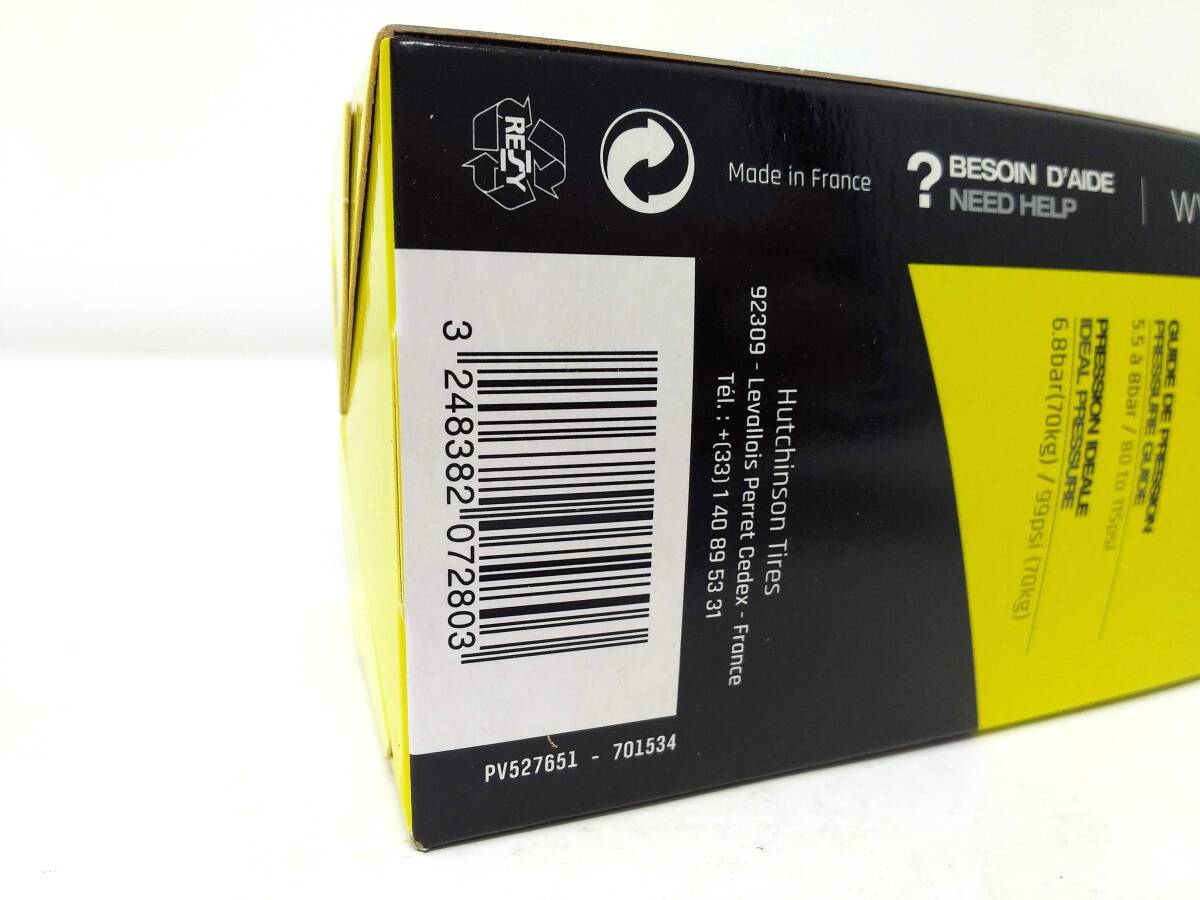 RESY
Made in France
? BESOIN D'AIDE
NEED HELP
Hutchinson Tires
92309 - Levallois Perret Cedex - France
Tél. : +(33) 1 40 89 53 31
GUIDE DE PRESSION
PRESSURE GUIDE
5.5 à 8bar / 80 to 115psi
PRESSION IDEALE
IDEAL PRESSURE
6.8bar(70kg) / 99psi (70kg)
3 248382 072803
PV527651 - 701534